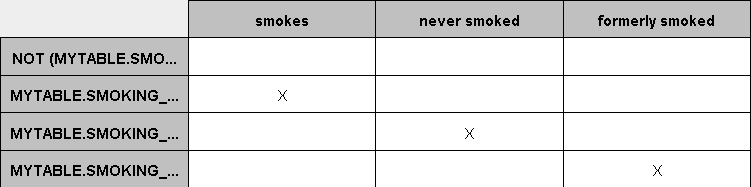 smokes never smoked formerly smoked
NOT (MYTABLE.SMO...
MYTABLE.SMOKING_... X
MYTABLE.SMOKING_... X
MYTABLE.SMOKING_... X